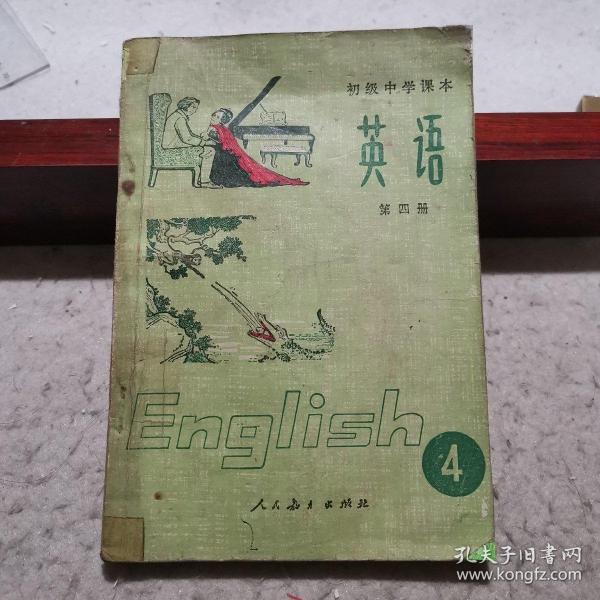 初级中学课本
英语
第四册
English
4
人民教育出版社
孔夫子旧书网
www.kongfz.com